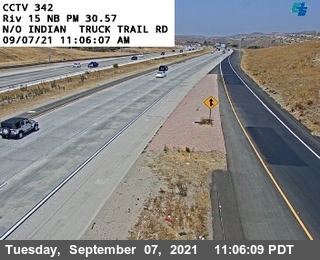 CCTV 342
Riv 15 NB PM 30.57
N/O INDIAN TRUCK TRAIL RD
09/07/21 11:06:07 AM
Tuesday, September 07, 2021 11:06:09 PDT